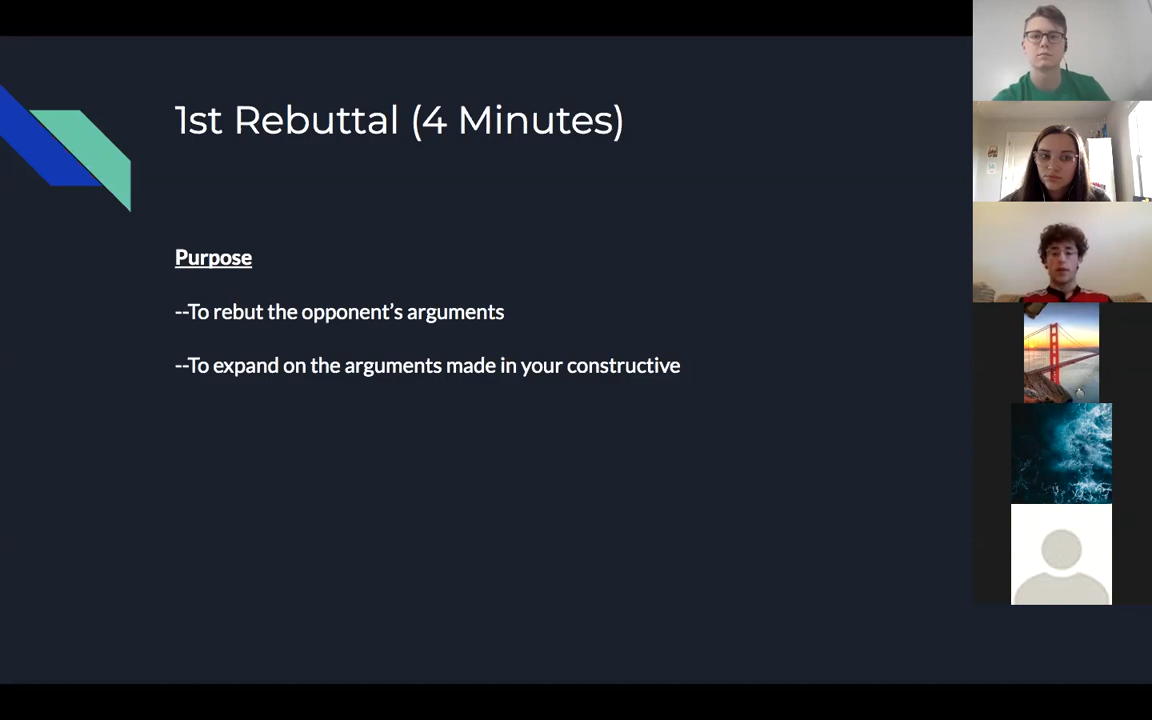 1st Rebuttal (4 Minutes)
Purpose
--To rebut the opponent’s arguments
--To expand on the arguments made in your constructive